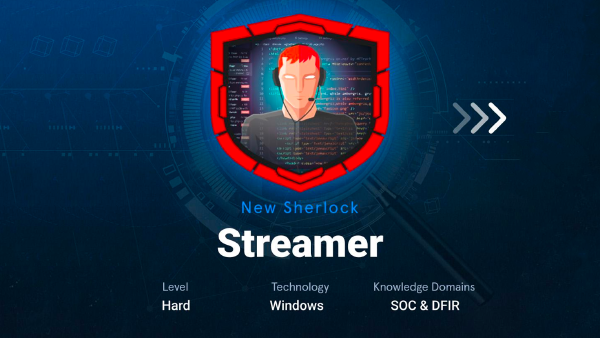 New Sherlock
Streamer
Level
Technology
Knowledge Domains
Hard
Windows
SOC & DFIR